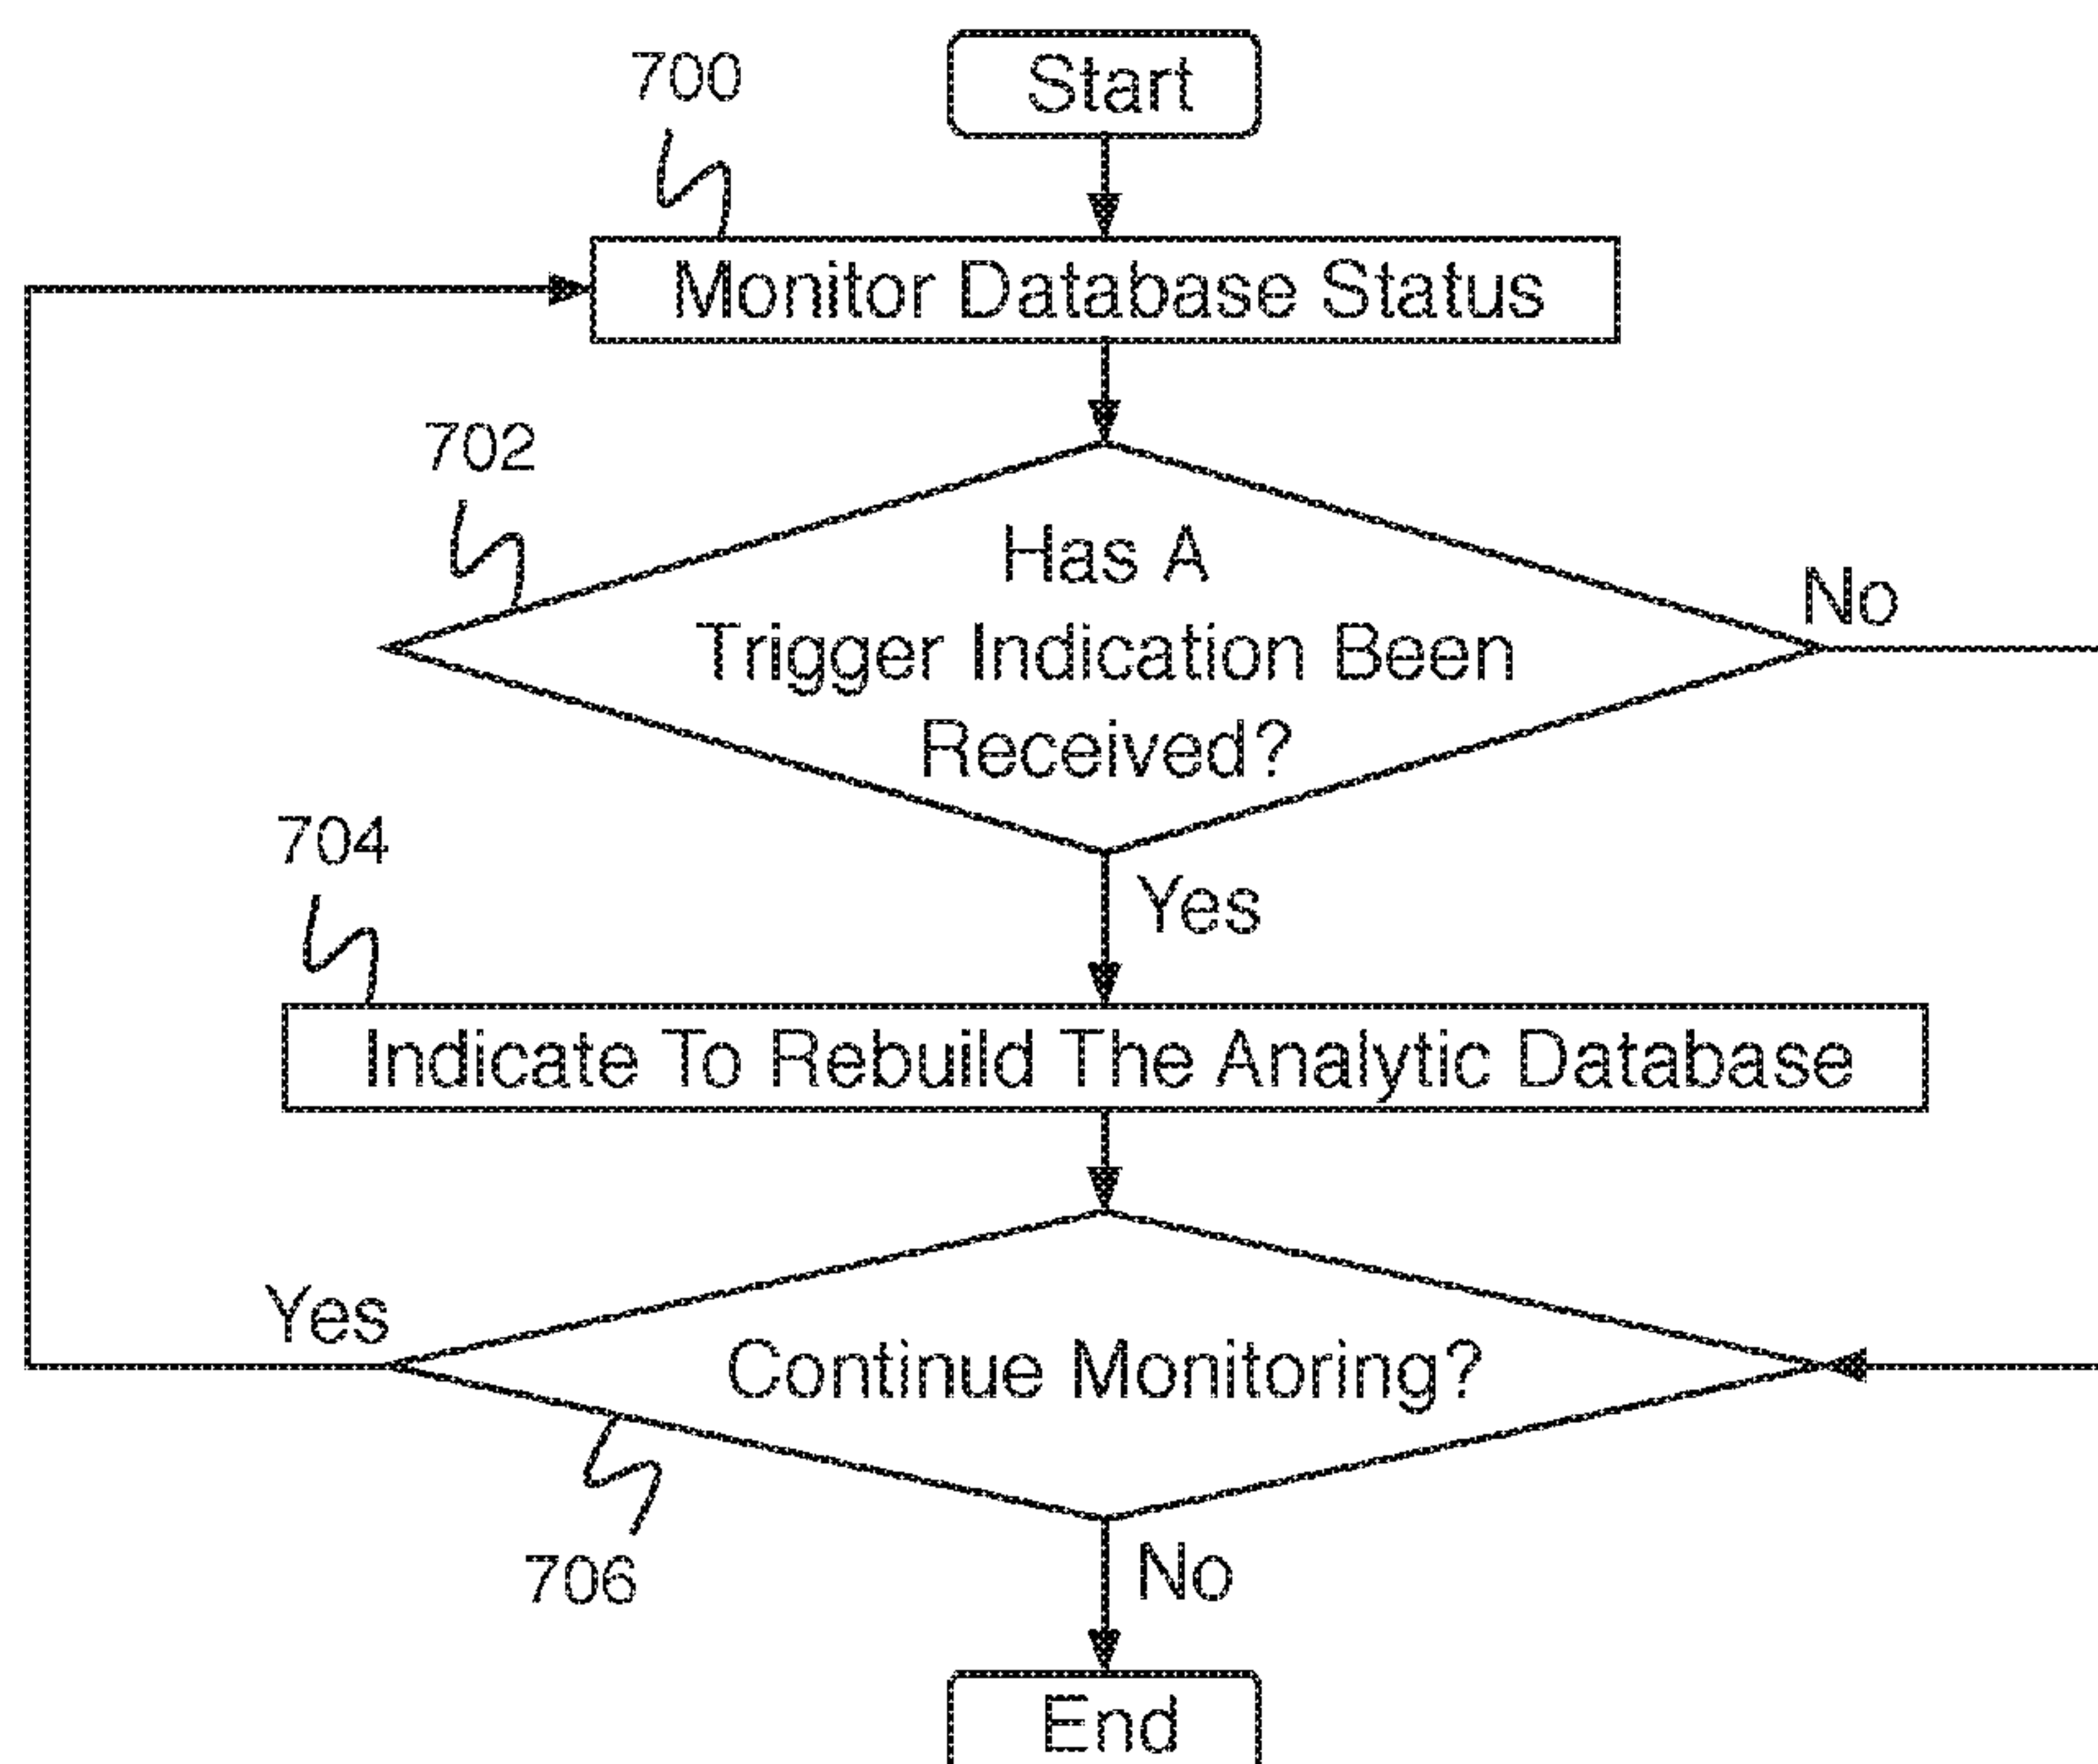 700
Start
Monitor Database Status
702
Has A
Trigger Indication Been
Received?
No
704
Yes
Indicate To Rebuild The Analytic Database
Yes
Continue Monitoring?
706
No
End